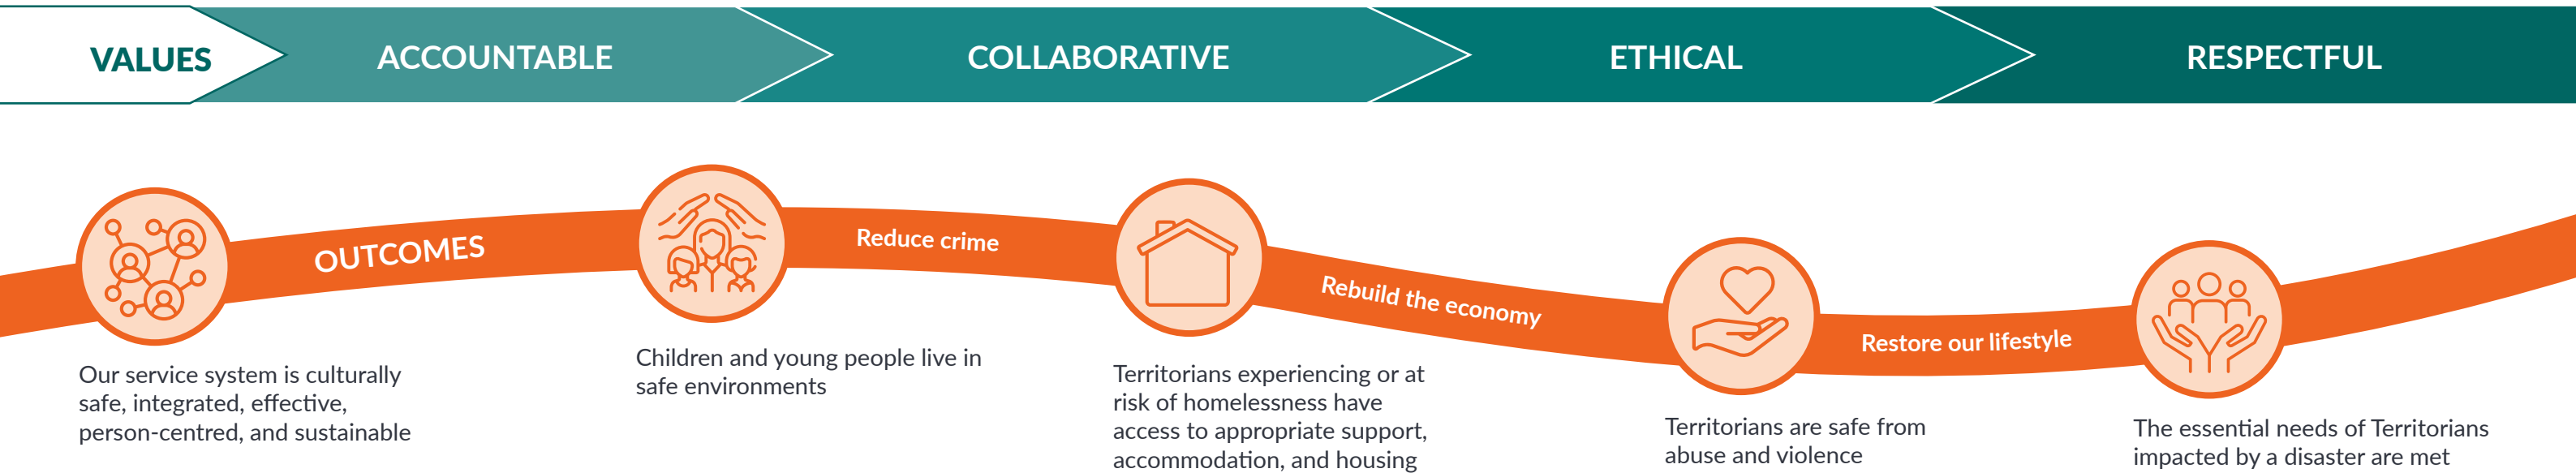 VALUES
ACCOUNTABLE
COLLABORATIVE
ETHICAL
RESPECTFUL
OUTCOMES
Reduce crime
Rebuild the economy
Restore our lifestyle
Our service system is culturally
safe, integrated, effective,
person-centred, and sustainable
Children and young people live in
safe environments
Territorians experiencing or at
risk of homelessness have
access to appropriate support,
accommodation, and housing
Territorians are safe from
abuse and violence
The essential needs of Territorians
impacted by a disaster are met